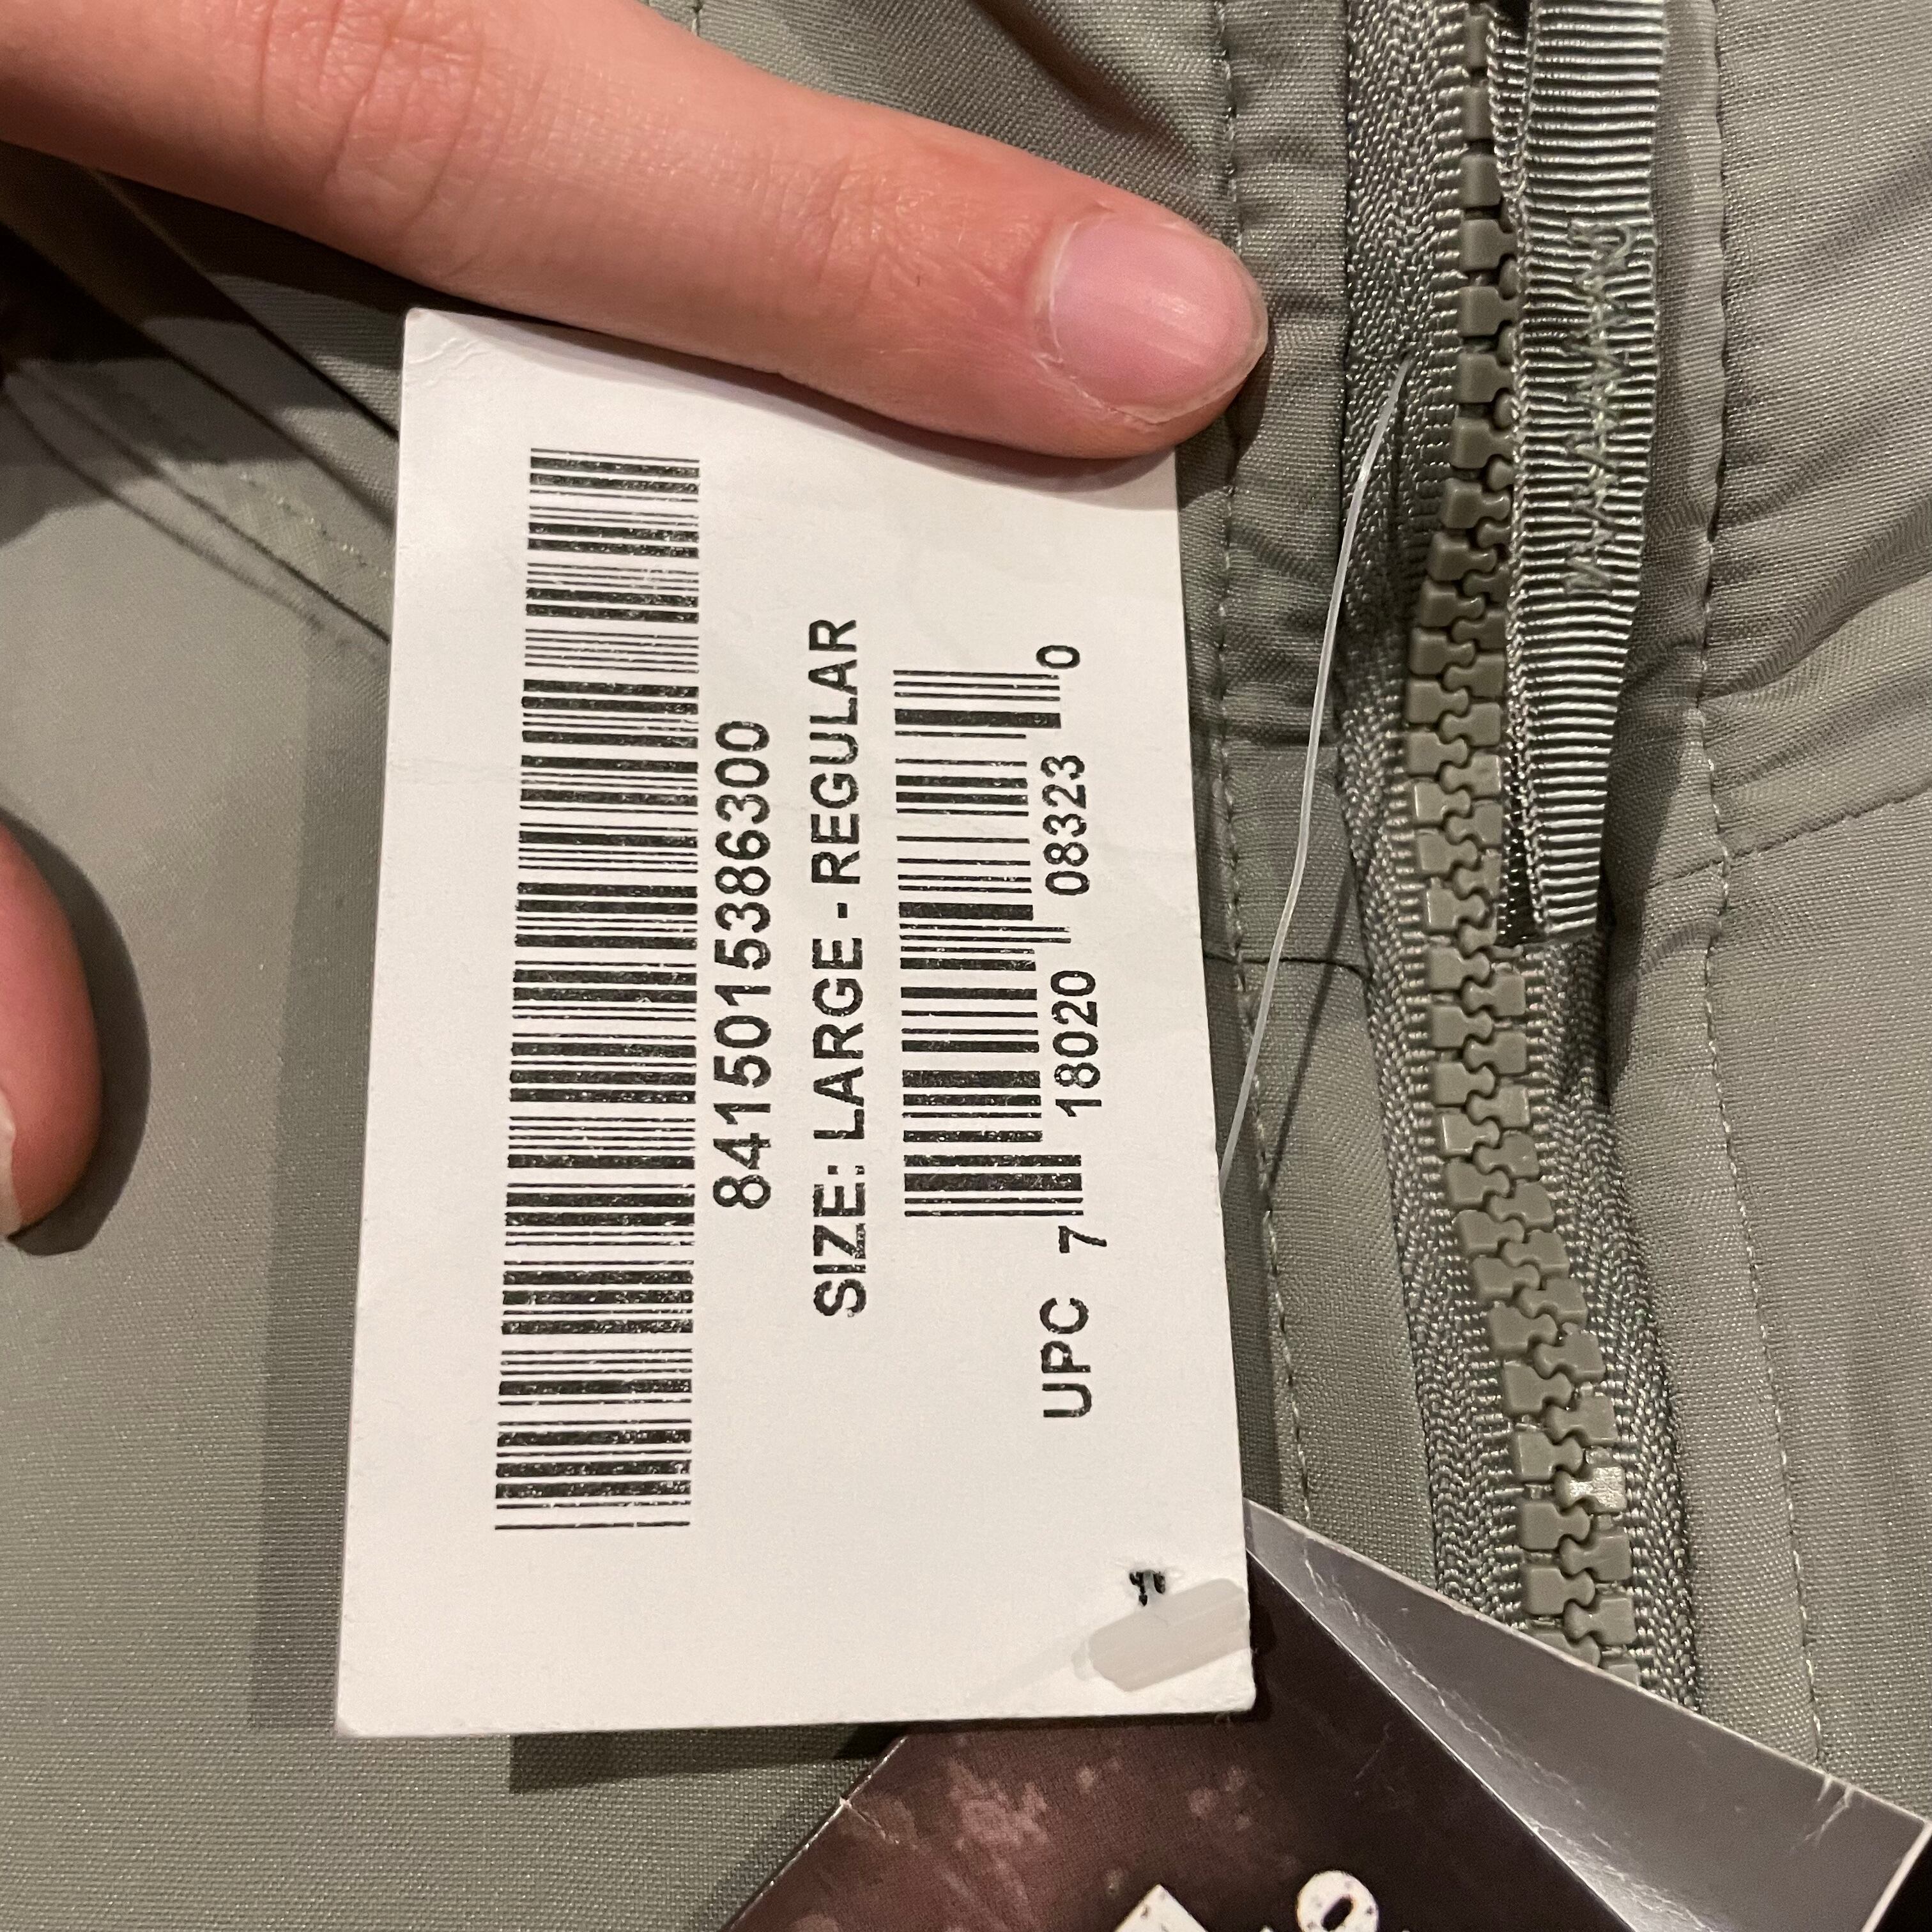 8415015386300
SIZE: LARGE - REGULAR
UPC 7 18020 08323 0